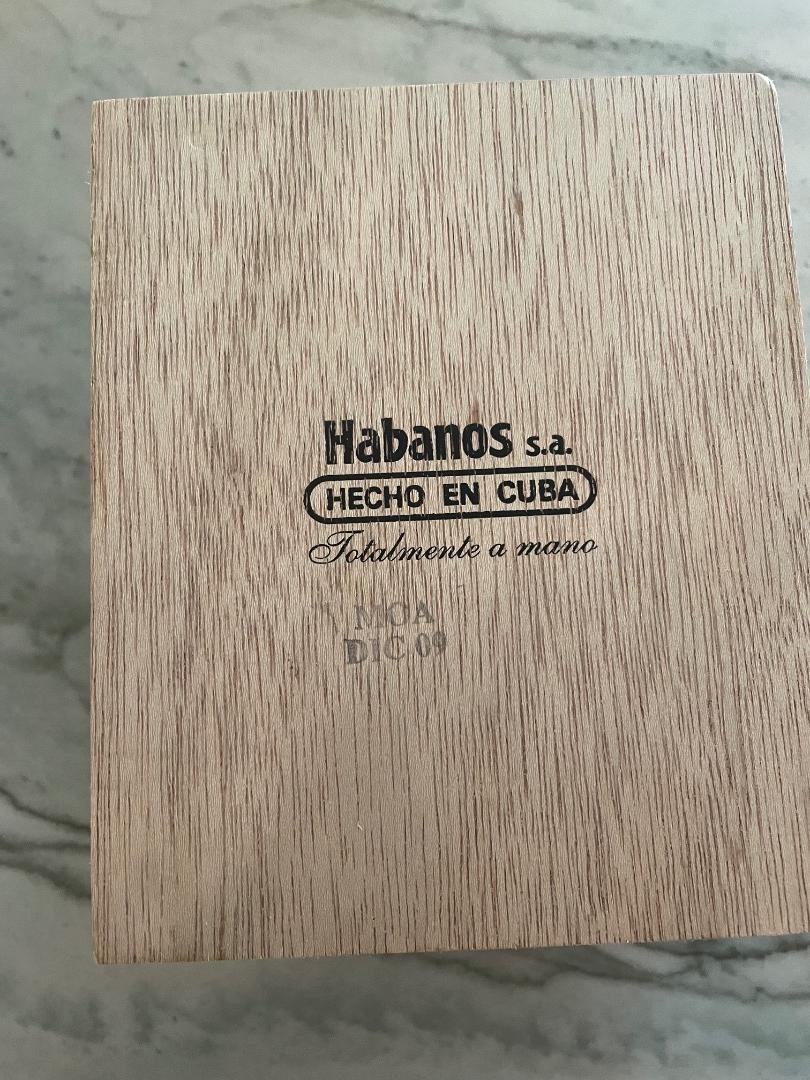 Habanos s.a.
HECHO EN CUBA
Totalmente a mano
MOA
DIC 09